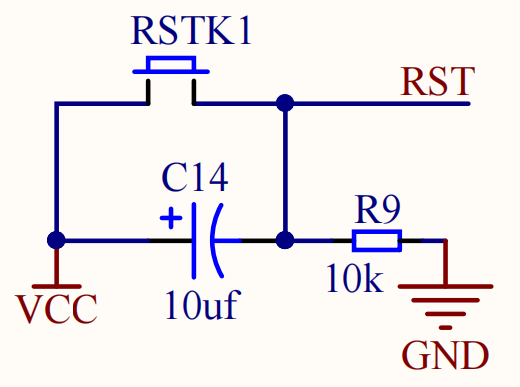 RSTK1
RST
C14
+
R9
10k
10uf
VCC
GND